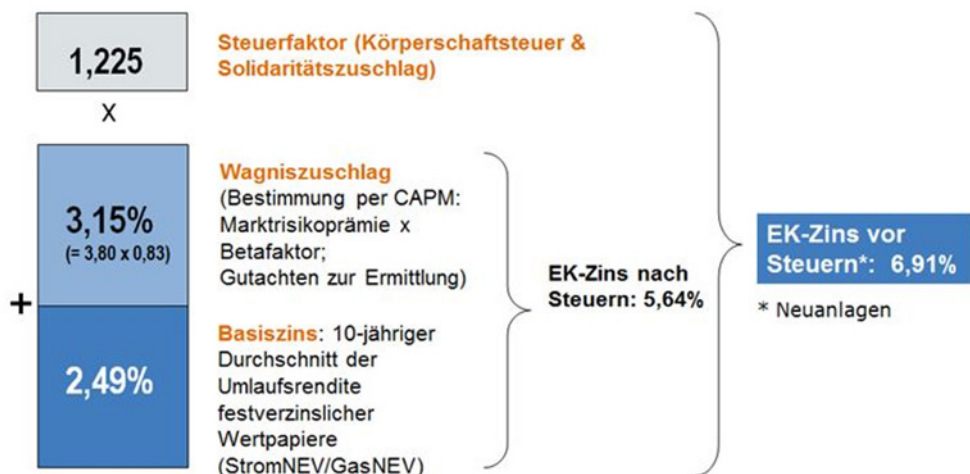 1,225
Steuerfaktor (Körperschaftsteuer &
Solidaritätszuschlag)
X
3,15%
(= 3,80 x 0,83)
Wagniszuschlag
(Bestimmung per CAPM:
Marktrisikoprämie x
Betafaktor;
Gutachten zur Ermittlung)
+
2,49%
Basiszins: 10-jähriger
Durchschnitt der
Umlaufsrendite
festverzinslicher
Wertpapiere
(StromNEV/GasNEV)
EK-Zins nach
Steuern: 5,64%
EK-Zins vor
Steuern*: 6,91%
* Neuanlagen